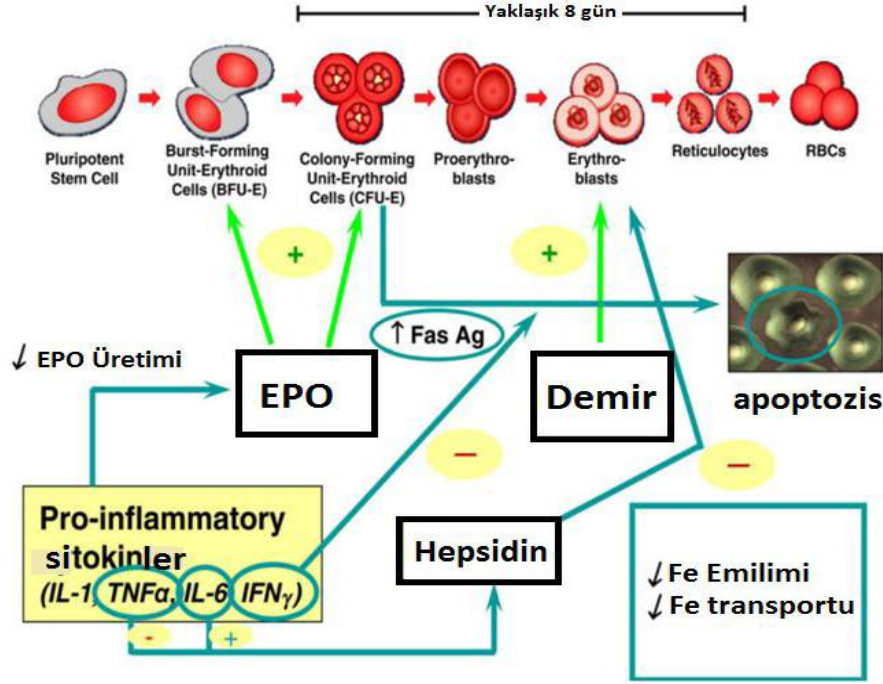 Yaklaşık 8 gün
Pluripotent
Stem Cell
Burst-Forming
Unit-Erythroid
Cells (BFU-E)
Colony-Forming
Unit-Erythroid
Cells (CFU-E)
Proerythro-
blasts
Erythro-
blasts
Reticulocytes
RBCs
+
+
↑ Fas Ag
↓ EPO Üretimi
EPO
Demir
apoptozis
−
−
Pro-inflammatory
sitokinler
(IL-1, TNFα, IL-6, IFNγ)
- +
Hepsidin
↓ Fe Emilimi
↓ Fe transportu